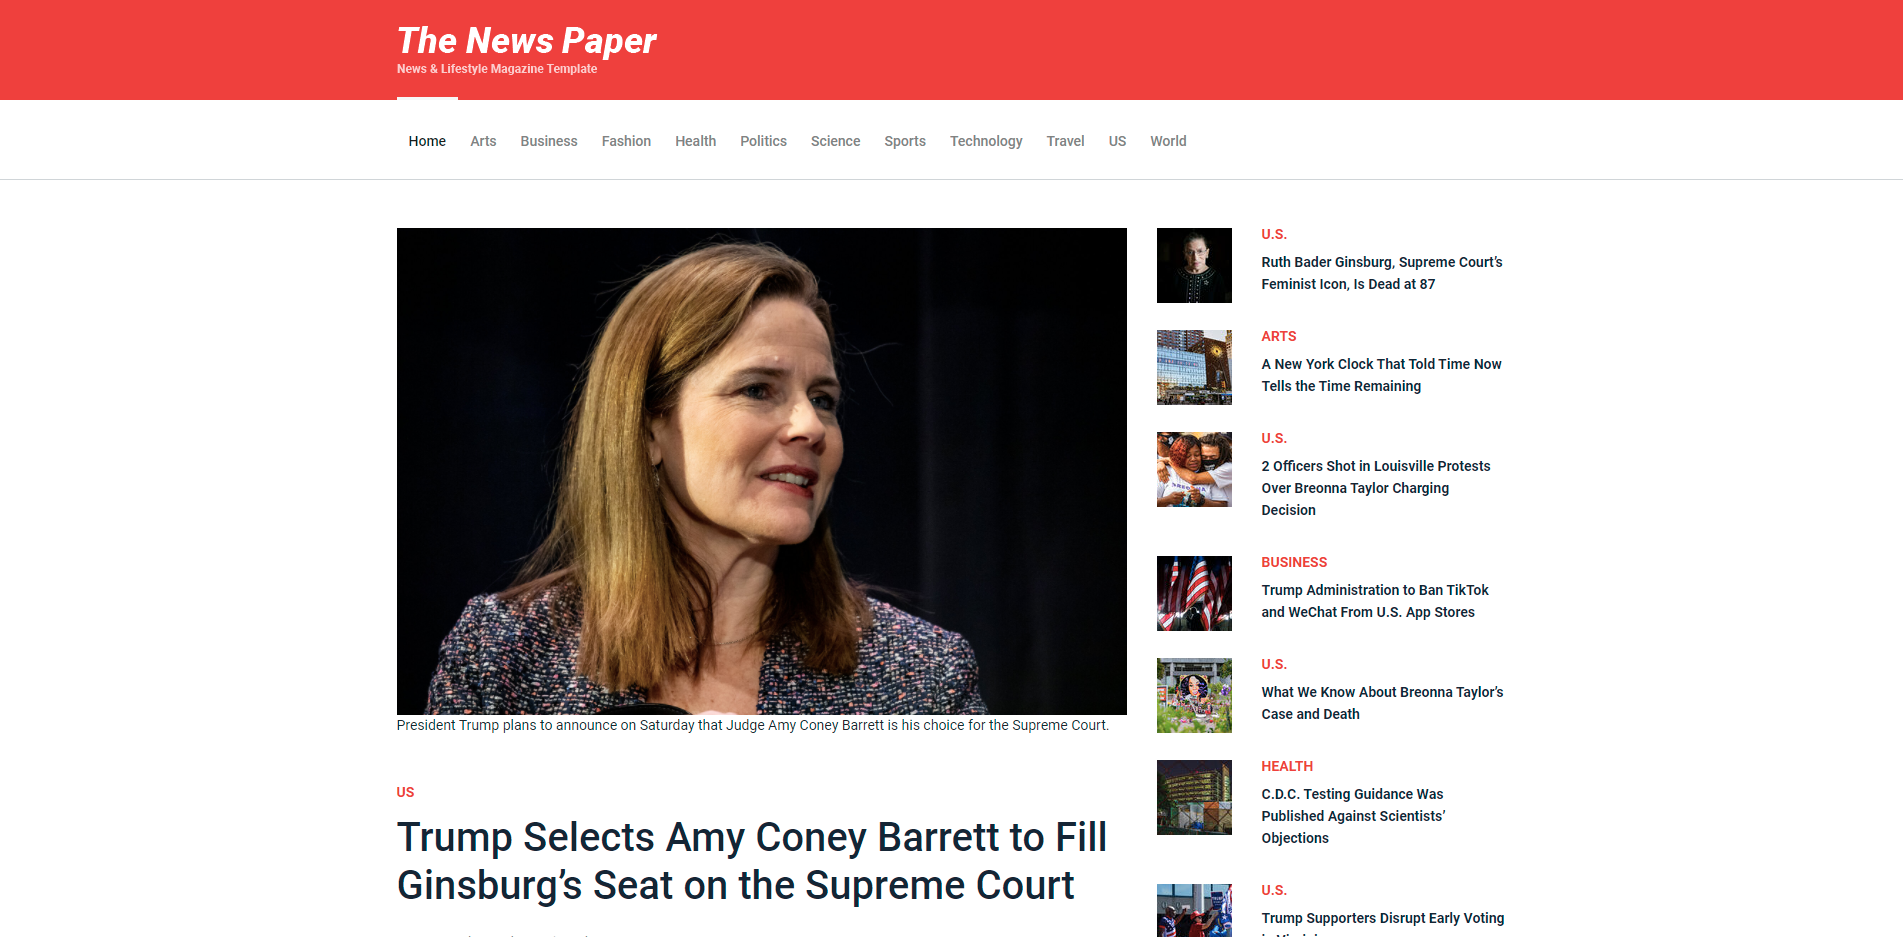 The News Paper
News & Lifestyle Magazine Template
Home Arts Business Fashion Health Politics Science Sports Technology Travel US World
President Trump plans to announce on Saturday that Judge Amy Coney Barrett is his choice for the Supreme Court.
US
Trump Selects Amy Coney Barrett to Fill
Ginsburg’s Seat on the Supreme Court
U.S.
Ruth Bader Ginsburg, Supreme Court’s
Feminist Icon, Is Dead at 87
ARTS
A New York Clock That Told Time Now
Tells the Time Remaining
U.S.
2 Officers Shot in Louisville Protests
Over Breonna Taylor Charging
Decision
BUSINESS
Trump Administration to Ban TikTok
and WeChat From U.S. App Stores
U.S.
What We Know About Breonna Taylor’s
Case and Death
HEALTH
C.D.C. Testing Guidance Was
Published Against Scientists’
Objections
U.S.
Trump Supporters Disrupt Early Voting